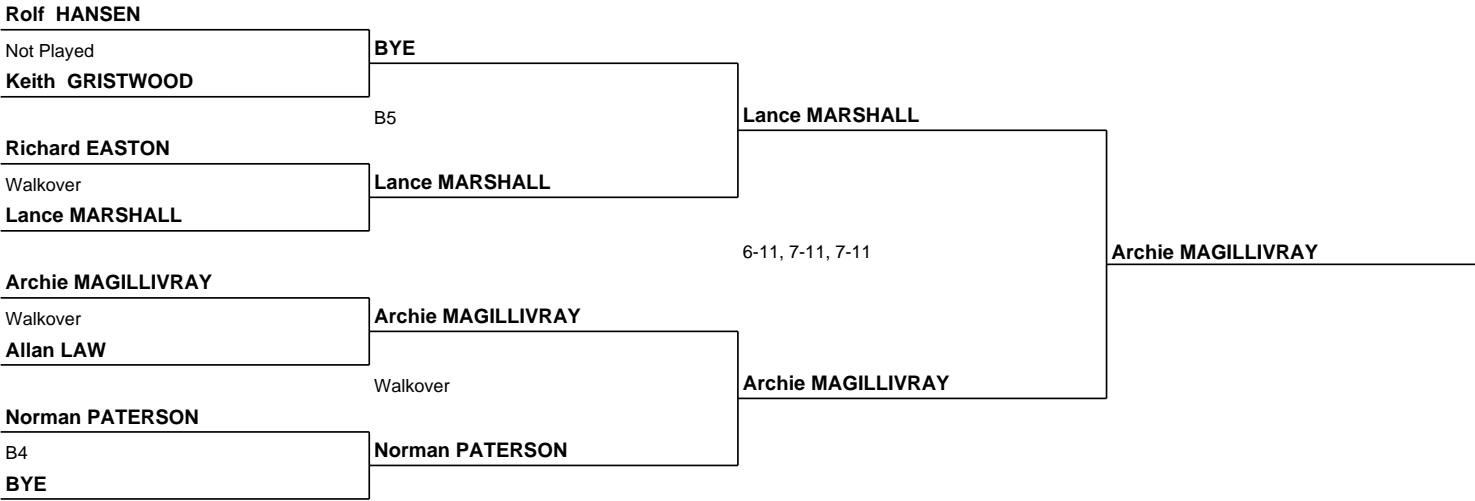 Rolf  HANSEN
Not Played
BYE
Keith  GRISTWOOD
B5
Lance MARSHALL
Richard EASTON
Walkover
Lance MARSHALL
Lance MARSHALL
6-11, 7-11, 7-11
Archie MAGILLIVRAY
Archie MAGILLIVRAY
Walkover
Archie MAGILLIVRAY
Allan LAW
Walkover
Archie MAGILLIVRAY
Norman PATERSON
B4
Norman PATERSON
BYE